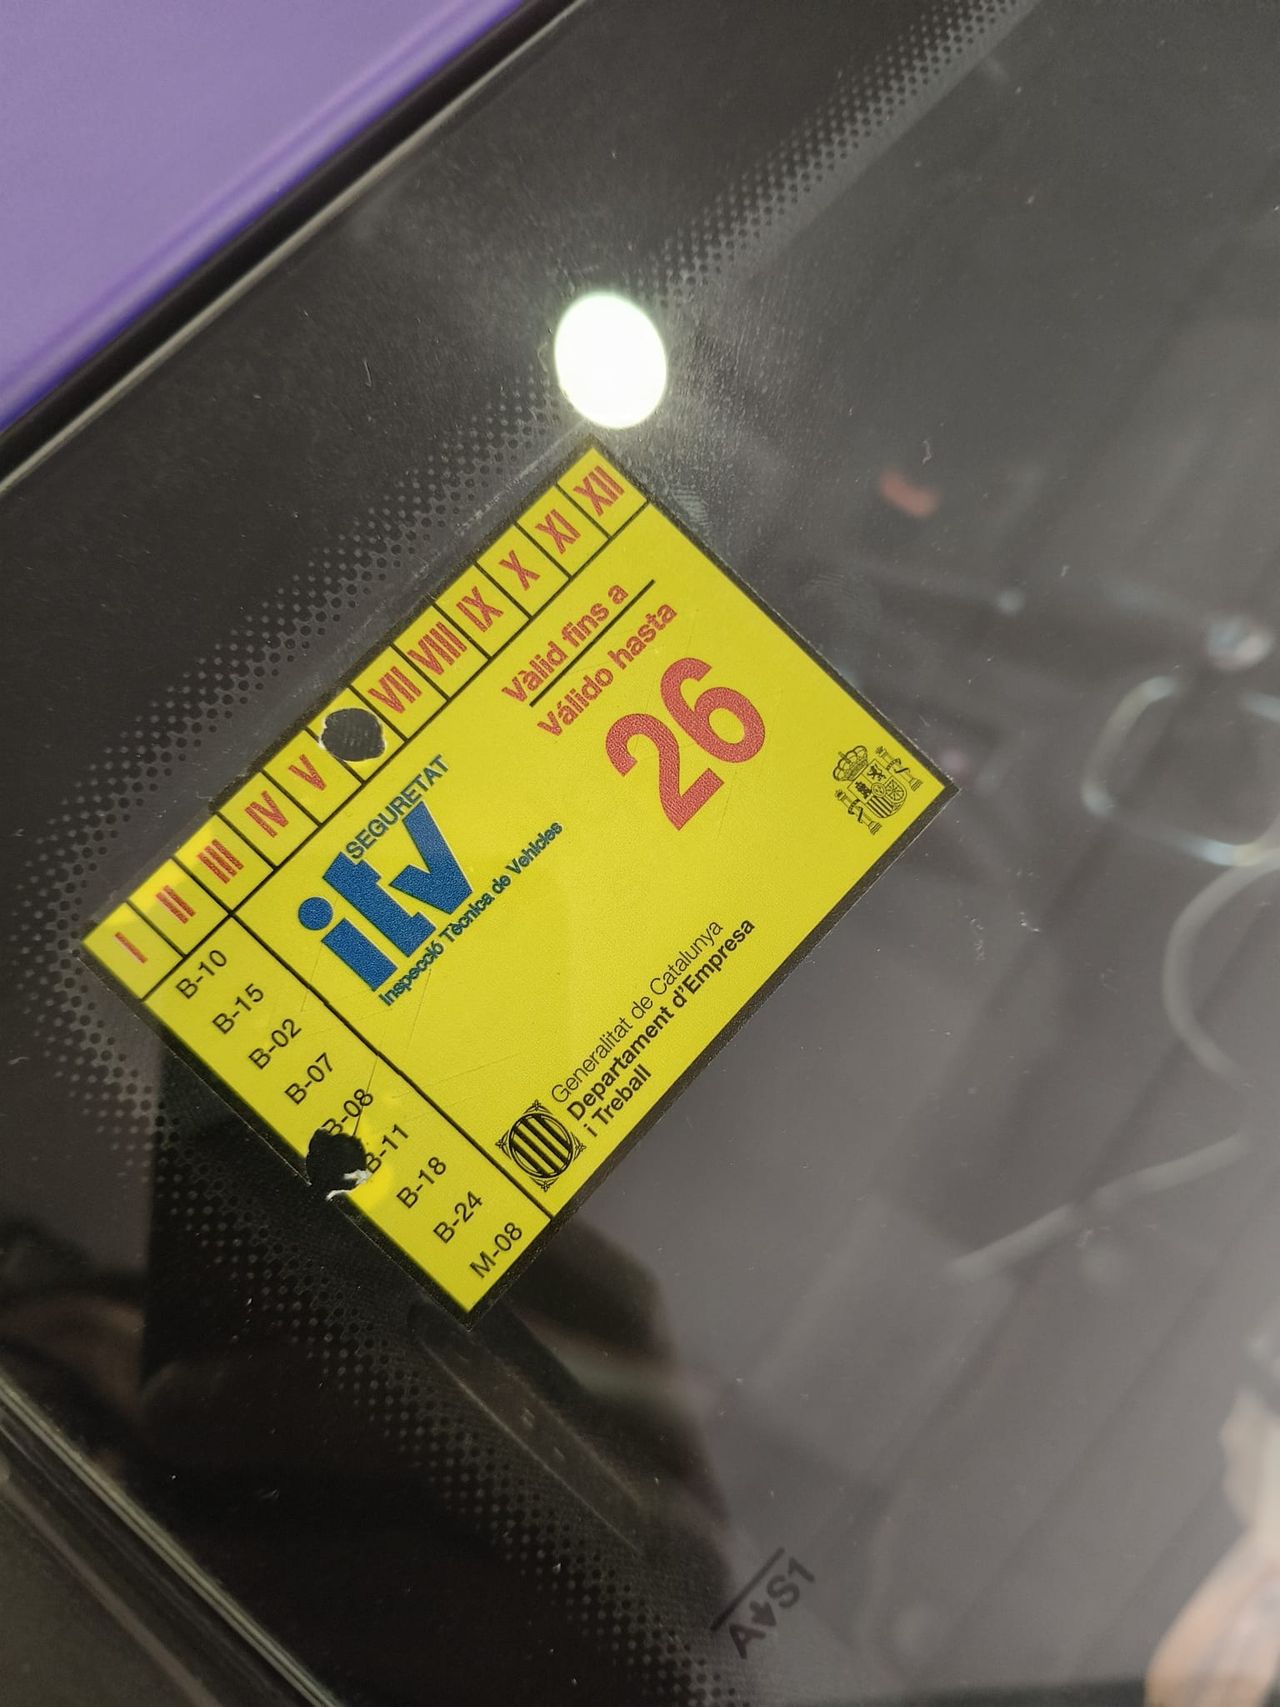 I II III IV V VII VIII IX X XI XII
Vàlid fins a
Válido hasta
26
SEGURETAT
itv
Inspecció Tècnica de Vehicles
Generalitat de Catalunya
Departament d'Empresa
i Treball
B-10
B-15
B-02
B-07
B-08
B-11
B-18
B-24
M-08
A↓S1